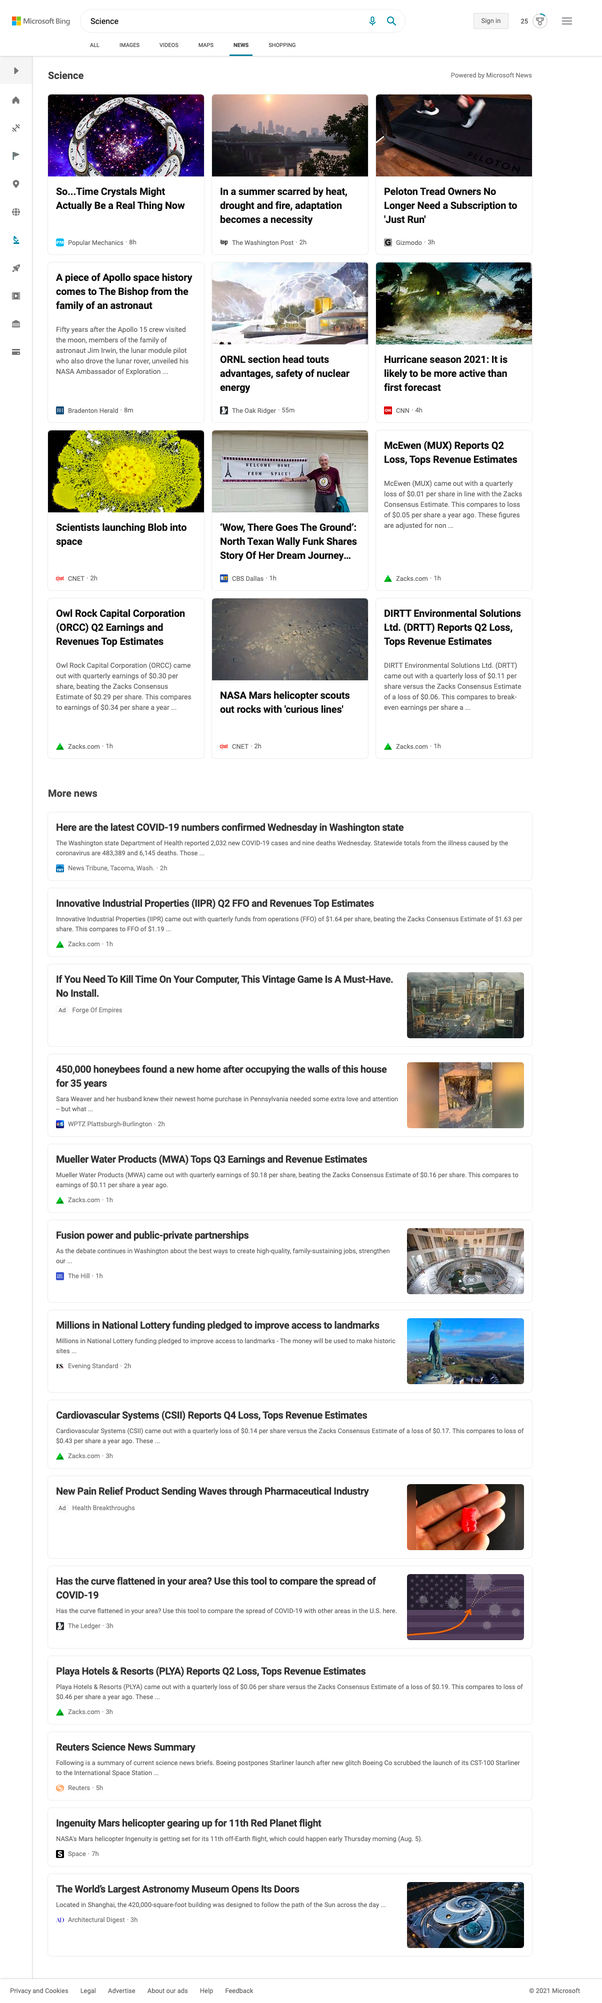 Microsoft Bing
Science
Sign in
25
ALL IMAGES VIDEOS MAPS NEWS SHOPPING
Science
Powered by Microsoft News
So...Time Crystals Might
Actually Be a Real Thing Now
Popular Mechanics · 8h
In a summer scarred by heat,
drought and fire, adaptation
becomes a necessity
wp The Washington Post · 2h
PELOTON
Peloton Tread Owners No
Longer Need a Subscription to
'Just Run'
G Gizmodo · 3h
A piece of Apollo space history
comes to The Bishop from the
family of an astronaut
Fifty years after the Apollo 15 crew visited
the moon, members of the family of
astronaut Jim Irwin, the lunar module pilot
who also drove the lunar rover, unveiled his
NASA Ambassador of Exploration ...
Bradenton Herald · 8m
ORNL section head touts
advantages, safety of nuclear
energy
The Oak Ridger · 55m
Hurricane season 2021: It is
likely to be more active than
first forecast
CNN CNN · 4h
Scientists launching Blob into
space
cnet CNET · 2h
WELCOME HOME
FROM SPACE!
'Wow, There Goes The Ground':
North Texan Wally Funk Shares
Story Of Her Dream Journey...
CBS Dallas · 1h
McEwen (MUX) Reports Q2
Loss, Tops Revenue Estimates
McEwen (MUX) came out with a quarterly
loss of $0.01 per share in line with the Zacks
Consensus Estimate. This compares to loss
of $0.05 per share a year ago. These figures
are adjusted for non ...
Zacks.com · 1h
Owl Rock Capital Corporation
(ORCC) Q2 Earnings and
Revenues Top Estimates
Owl Rock Capital Corporation (ORCC) came
out with quarterly earnings of $0.30 per
share, beating the Zacks Consensus
Estimate of $0.29 per share. This compares
to earnings of $0.34 per share a year ...
Zacks.com · 1h
NASA Mars helicopter scouts
out rocks with 'curious lines'
cnet CNET · 2h
DIRTT Environmental Solutions
Ltd. (DRTT) Reports Q2 Loss,
Tops Revenue Estimates
DIRTT Environmental Solutions Ltd. (DRTT)
came out with a quarterly loss of $0.11 per
share versus the Zacks Consensus Estimate
of a loss of $0.06. This compares to break-
even earnings per share a ...
Zacks.com · 1h
More news
Here are the latest COVID-19 numbers confirmed Wednesday in Washington state
The Washington state Department of Health reported 2,032 new COVID-19 cases and nine deaths Wednesday. Statewide totals from the illness caused by the
coronavirus are 483,389 and 6,145 deaths. Those ...
News Tribune, Tacoma, Wash. · 2h
Innovative Industrial Properties (IIPR) Q2 FFO and Revenues Top Estimates
Innovative Industrial Properties (IIPR) came out with quarterly funds from operations (FFO) of $1.64 per share, beating the Zacks Consensus Estimate of $1.63 per
share. This compares to FFO of $1.19 ...
Zacks.com · 1h
If You Need To Kill Time On Your Computer, This Vintage Game Is A Must-Have.
No Install.
Ad Forge Of Empires
450,000 honeybees found a new home after occupying the walls of this house
for 35 years
Sara Weaver and her husband knew their newest home purchase in Pennsylvania needed some extra love and attention
– but what ...
WPTZ Plattsburgh-Burlington · 2h
Mueller Water Products (MWA) Tops Q3 Earnings and Revenue Estimates
Mueller Water Products (MWA) came out with quarterly earnings of $0.18 per share, beating the Zacks Consensus Estimate of $0.16 per share. This compares to
earnings of $0.11 per share a year ago.
Zacks.com · 1h
Fusion power and public-private partnerships
As the debate continues in Washington about the best ways to create high-quality, family-sustaining jobs, strengthen
our ...
The Hill · 1h
Millions in National Lottery funding pledged to improve access to landmarks
Millions in National Lottery funding pledged to improve access to landmarks - The money will be used to make historic
sites ...
ES. Evening Standard · 2h
Cardiovascular Systems (CSII) Reports Q4 Loss, Tops Revenue Estimates
Cardiovascular Systems (CSII) came out with a quarterly loss of $0.14 per share versus the Zacks Consensus Estimate of a loss of $0.17. This compares to loss of
$0.43 per share a year ago. These ...
Zacks.com · 3h
New Pain Relief Product Sending Waves through Pharmaceutical Industry
Ad Health Breakthroughs
Has the curve flattened in your area? Use this tool to compare the spread of
COVID-19
Has the curve flattened in your area? Use this tool to compare the spread of COVID-19 with other areas in the U.S. here.
The Ledger · 3h
Playa Hotels & Resorts (PLYA) Reports Q2 Loss, Tops Revenue Estimates
Playa Hotels & Resorts (PLYA) came out with a quarterly loss of $0.06 per share versus the Zacks Consensus Estimate of a loss of $0.19. This compares to loss of
$0.46 per share a year ago. These ...
Zacks.com · 3h
Reuters Science News Summary
Following is a summary of current science news briefs. Boeing postpones Starliner launch after new glitch Boeing Co scrubbed the launch of its CST-100 Starliner
to the International Space Station ...
Reuters · 5h
Ingenuity Mars helicopter gearing up for 11th Red Planet flight
NASA's Mars helicopter Ingenuity is getting set for its 11th off-Earth flight, which could happen early Thursday morning (Aug. 5).
S Space · 7h
The World's Largest Astronomy Museum Opens Its Doors
Located in Shanghai, the 420,000-square-foot building was designed to follow the path of the Sun across the day ...
AD Architectural Digest · 3h
Privacy and Cookies Legal Advertise About our ads Help Feedback © 2021 Microsoft